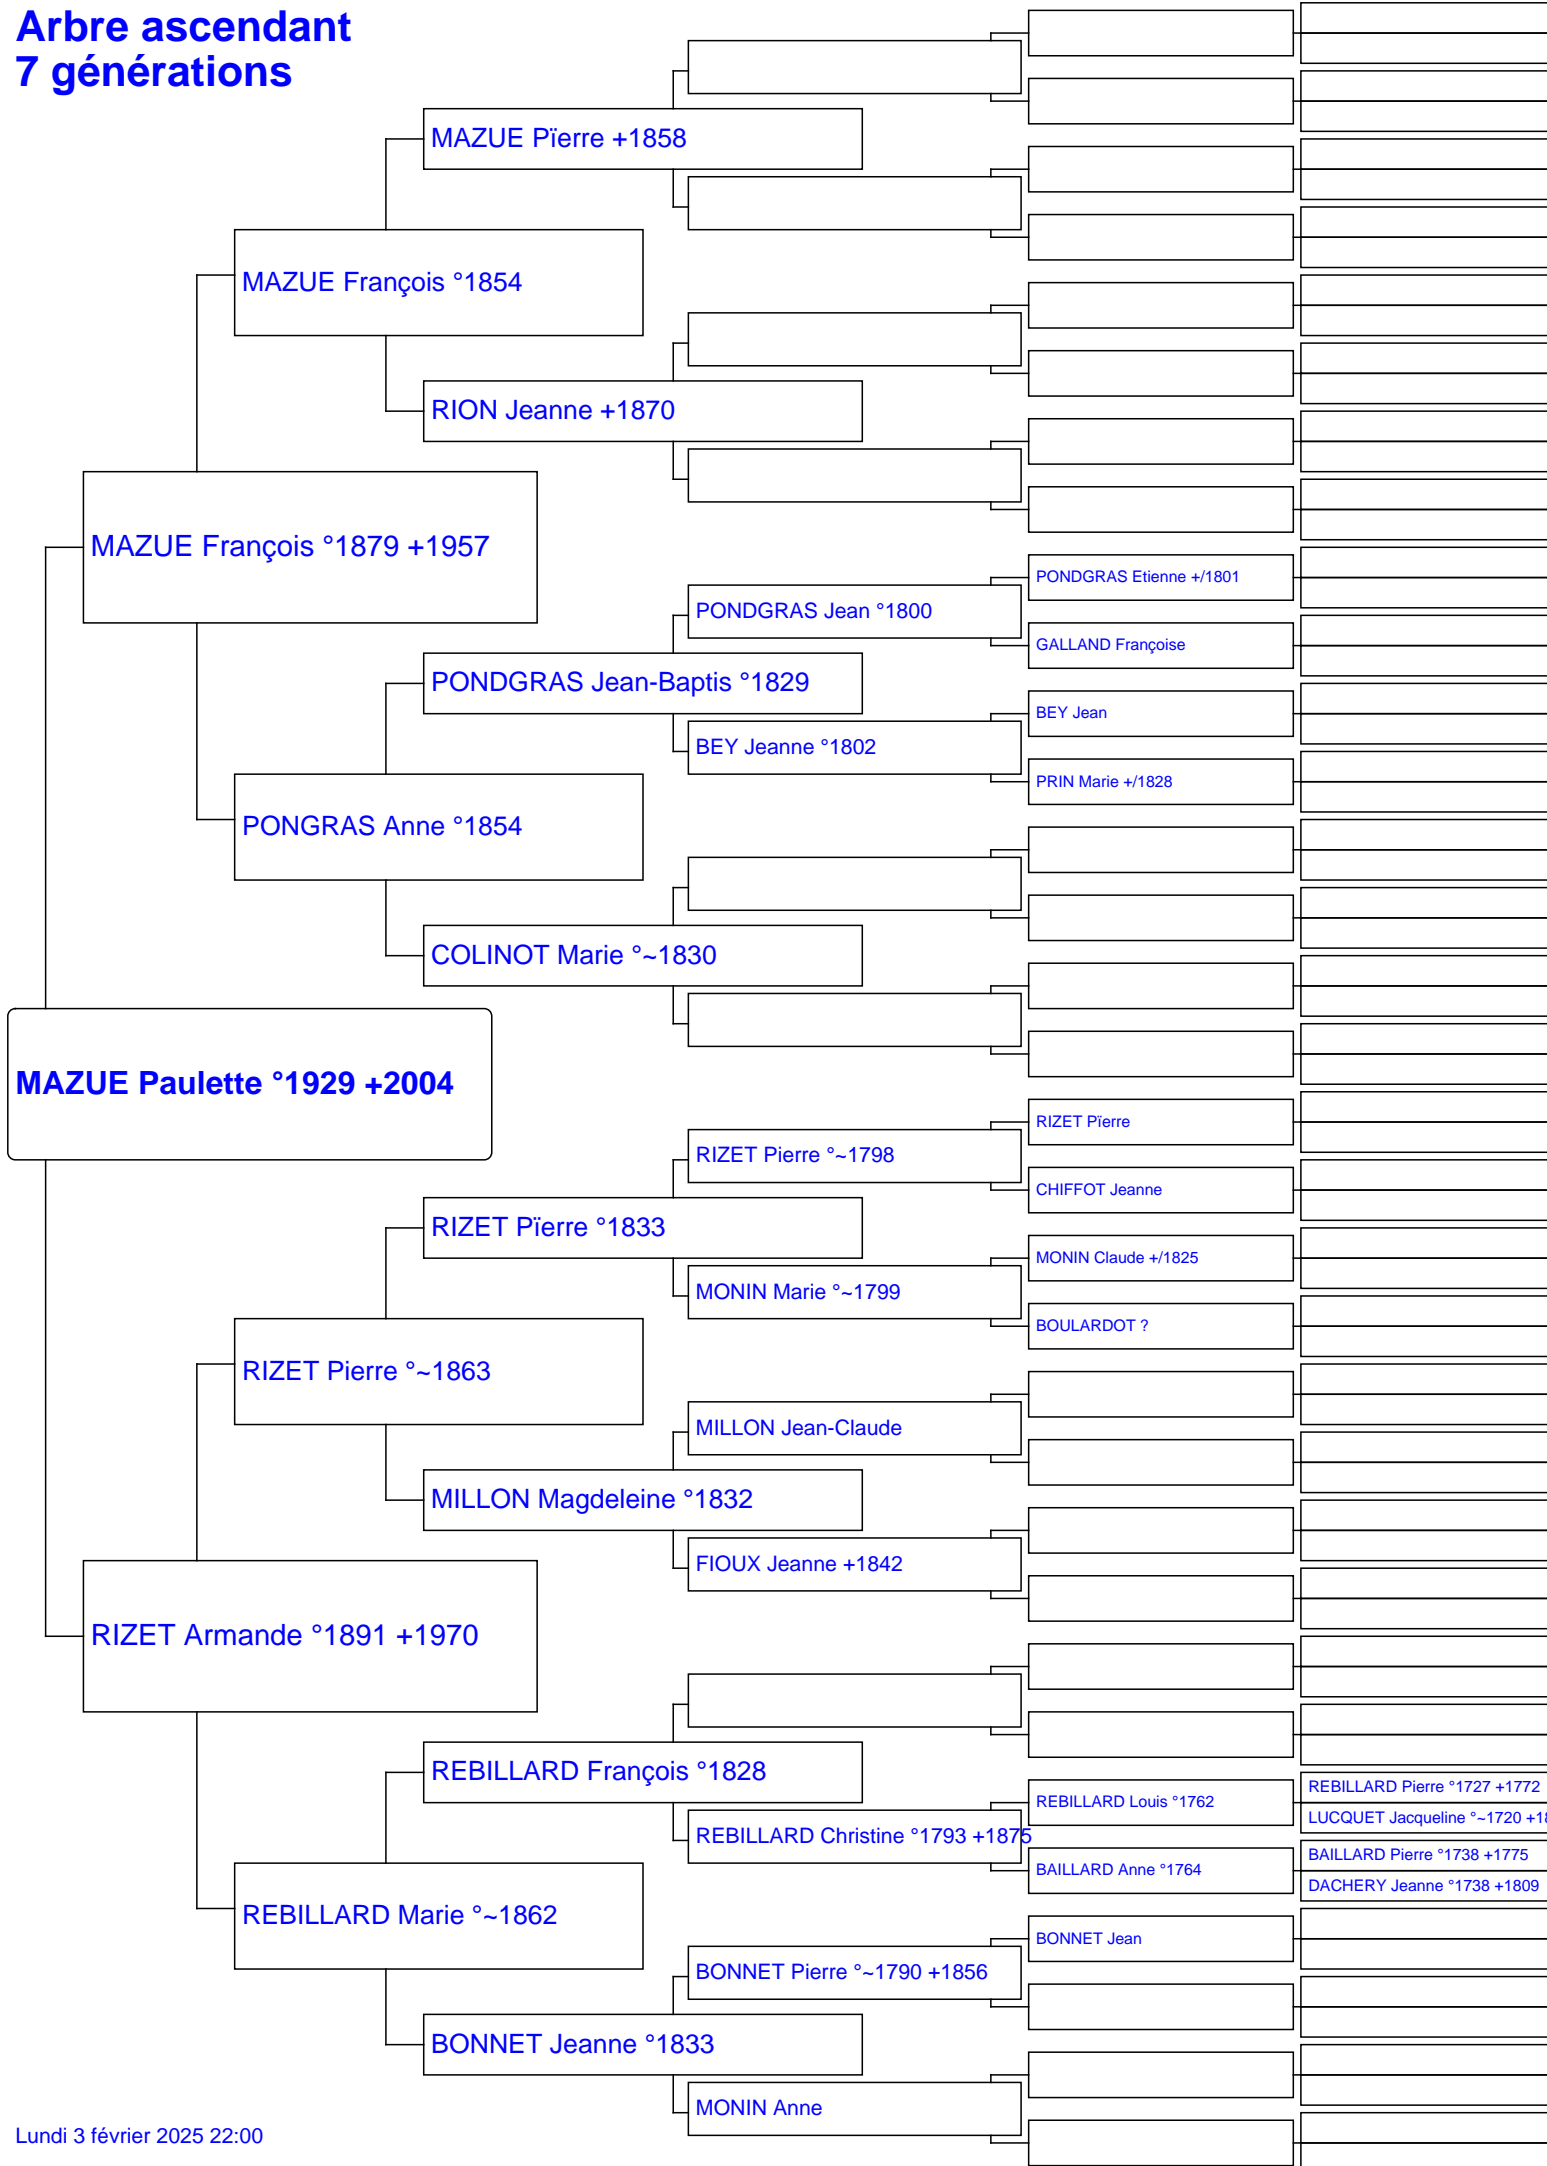 Arbre ascendant
7 générations
MAZUE Pïerre +1858
MAZUE François °1854
RION Jeanne +1870
MAZUE François °1879 +1957
PONDGRAS Etienne +/1801
PONDGRAS Jean °1800
GALLAND Françoise
PONDGRAS Jean-Baptis °1829
BEY Jean
BEY Jeanne °1802
PRIN Marie +/1828
PONGRAS Anne °1854
COLINOT Marie °~1830
MAZUE Paulette °1929 +2004
RIZET Pïerre
RIZET Pierre °~1798
CHIFFOT Jeanne
RIZET Pïerre °1833
MONIN Claude +/1825
MONIN Marie °~1799
BOULARDOT ?
RIZET Pierre °~1863
MILLON Jean-Claude
MILLON Magdeleine °1832
FIOUX Jeanne +1842
RIZET Armande °1891 +1970
REBILLARD François °1828
REBILLARD Pierre °1727 +1772
REBILLARD Louis °1762
LUCQUET Jacqueline °~1720 +18
REBILLARD Christine °1793 +1875
BAILLARD Pierre °1738 +1775
BAILLARD Anne °1764
DACHERY Jeanne °1738 +1809
REBILLARD Marie °~1862
BONNET Jean
BONNET Pierre °~1790 +1856
BONNET Jeanne °1833
MONIN Anne
Lundi 3 février 2025 22:00